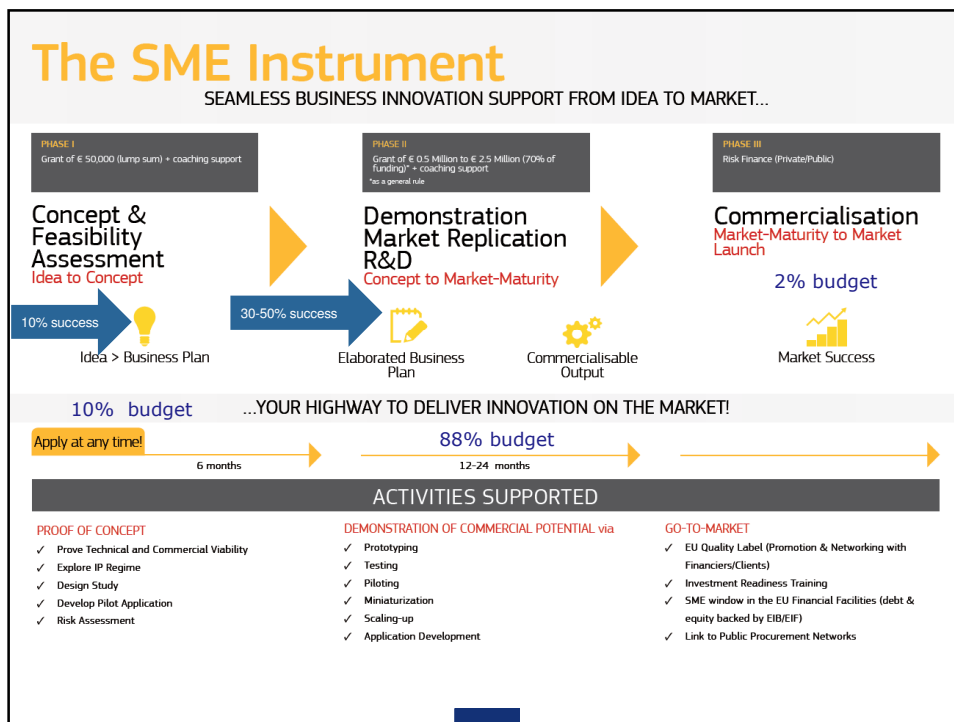 The SME Instrument
SEAMLESS BUSINESS INNOVATION SUPPORT FROM IDEA TO MARKET...
PHASE I
Grant of € 50,000 (lump sum) + coaching support
PHASE II
Grant of € 0.5 Million to € 2.5 Million (70% of
funding)* + coaching support
*as a general rule
PHASE III
Risk Finance (Private/Public)
Concept &
Feasibility
Assessment
Idea to Concept
Demonstration
Market Replication
R&D
Concept to Market-Maturity
Commercialisation
Market-Maturity to Market
Launch
2% budget
10% success
30-50% success
Idea > Business Plan
Elaborated Business
Plan
Commercialisable
Output
Market Success
10% budget
...YOUR HIGHWAY TO DELIVER INNOVATION ON THE MARKET!
Apply at any time!
88% budget
6 months
12-24 months
ACTIVITIES SUPPORTED
PROOF OF CONCEPT
✓ Prove Technical and Commercial Viability
✓ Explore IP Regime
✓ Design Study
✓ Develop Pilot Application
✓ Risk Assessment
DEMONSTRATION OF COMMERCIAL POTENTIAL via
✓ Prototyping
✓ Testing
✓ Piloting
✓ Miniaturization
✓ Scaling-up
✓ Application Development
GO-TO-MARKET
✓ EU Quality Label (Promotion & Networking with
Financiers/Clients)
✓ Investment Readiness Training
✓ SME window in the EU Financial Facilities (debt &
equity backed by EIB/EIF)
✓ Link to Public Procurement Networks